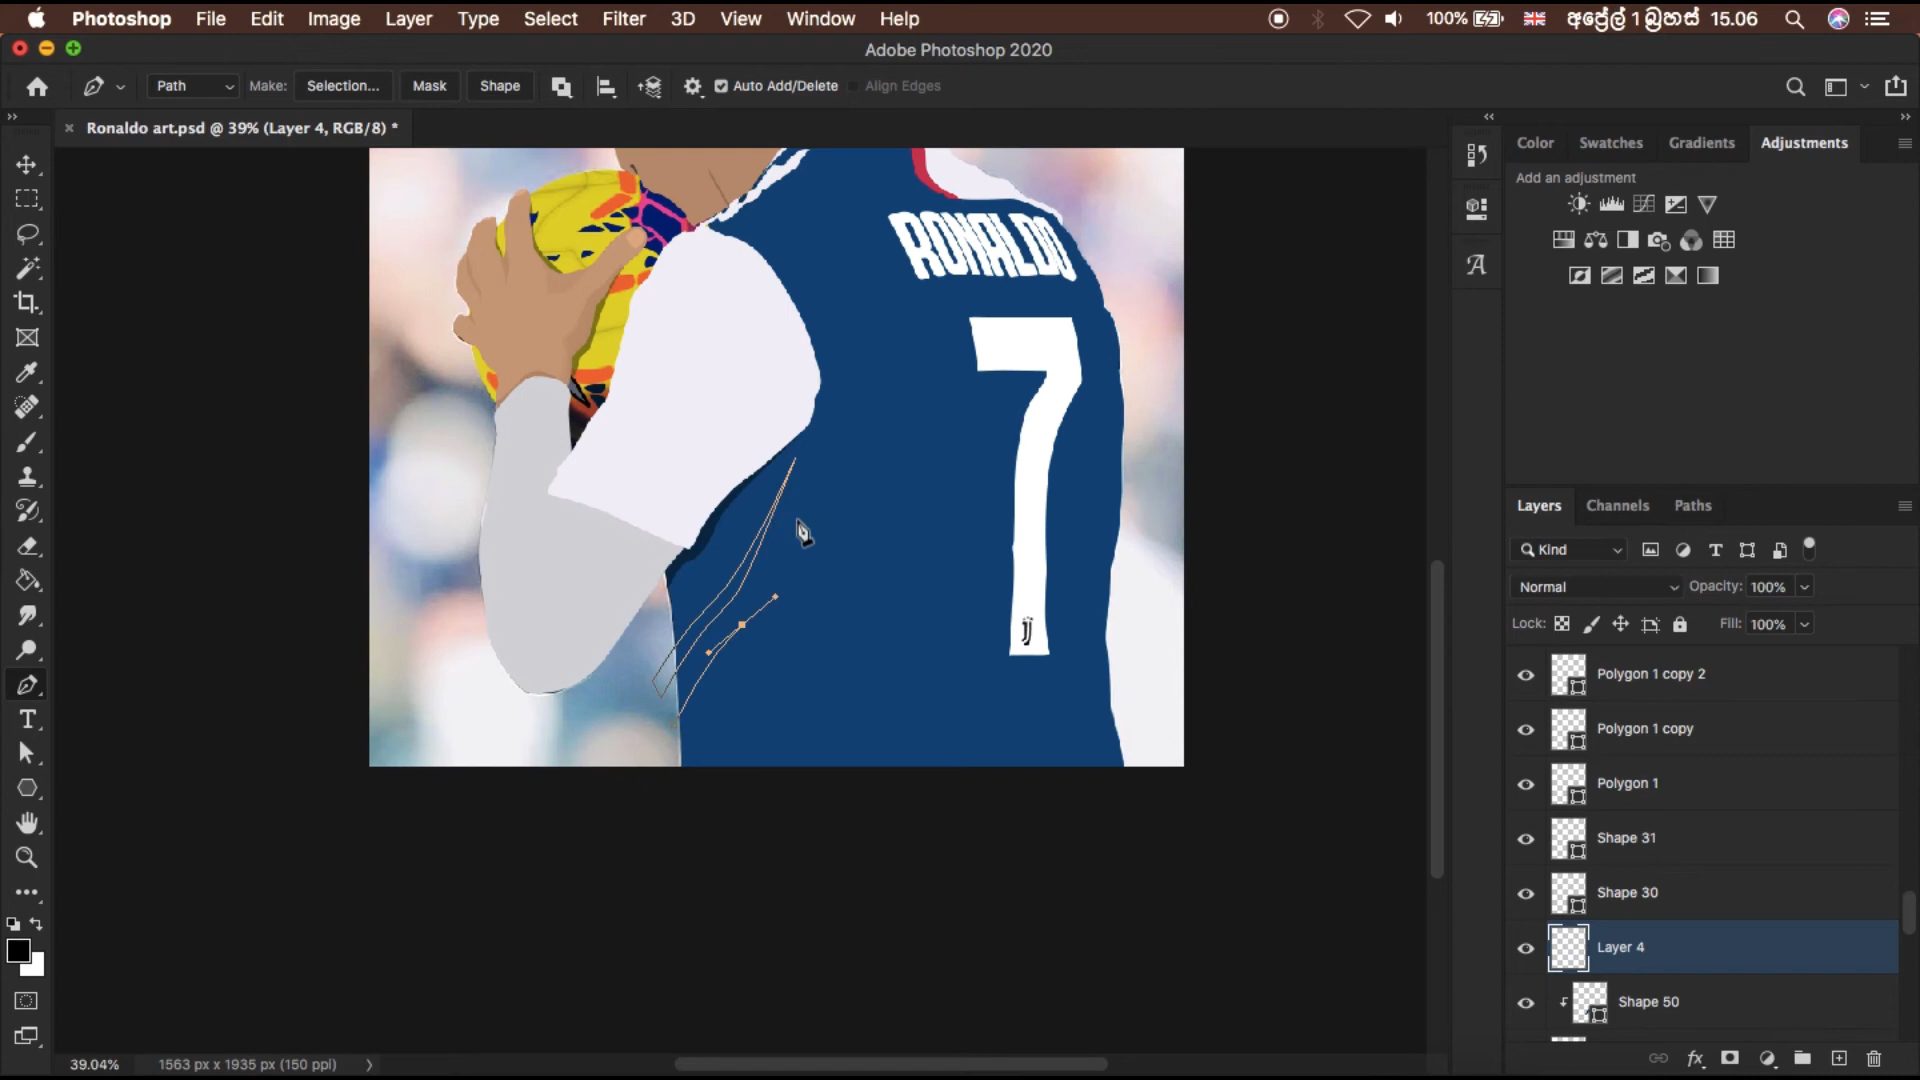 Photoshop File Edit Image Layer Type Select Filter 3D View Window Help 100% අප්‍රේල් 1 බ්‍රහස් 15.06
Adobe Photoshop 2020
Path Make: Selection... Mask Shape Auto Add/Delete Align Edges
Ronaldo art.psd @ 39% (Layer 4, RGB/8) *
Color Swatches Gradients Adjustments
Add an adjustment
RONALDO
7
Layers Channels Paths
Kind
Normal Opacity: 100%
Lock: Fill: 100%
Polygon 1 copy 2
Polygon 1 copy
Polygon 1
Shape 31
Shape 30
Layer 4
Shape 50
39.04% 1563 px x 1935 px (150 ppi)